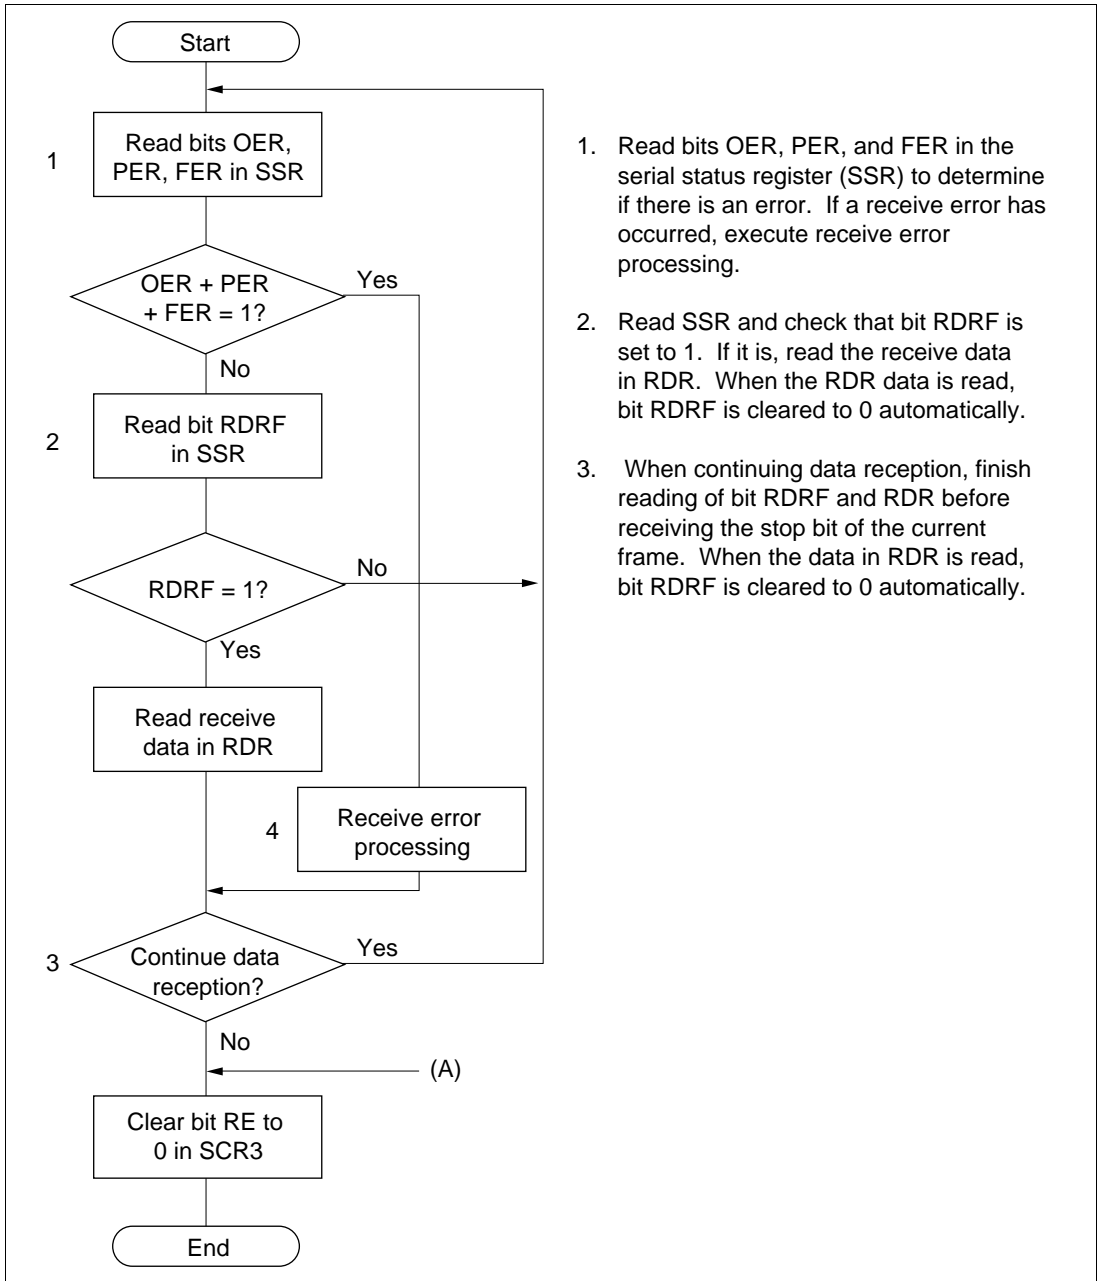 Start
1
Read bits OER,
PER, FER in SSR
OER + PER
+ FER = 1?
Yes
No
2
Read bit RDRF
in SSR
RDRF = 1?
No
Yes
Read receive
data in RDR
4
Receive error
processing
3
Continue data
reception?
Yes
No
(A)
Clear bit RE to
0 in SCR3
End
1. Read bits OER, PER, and FER in the
serial status register (SSR) to determine
if there is an error. If a receive error has
occurred, execute receive error
processing.
2. Read SSR and check that bit RDRF is
set to 1. If it is, read the receive data
in RDR. When the RDR data is read,
bit RDRF is cleared to 0 automatically.
3. When continuing data reception, finish
reading of bit RDRF and RDR before
receiving the stop bit of the current
frame. When the data in RDR is read,
bit RDRF is cleared to 0 automatically.